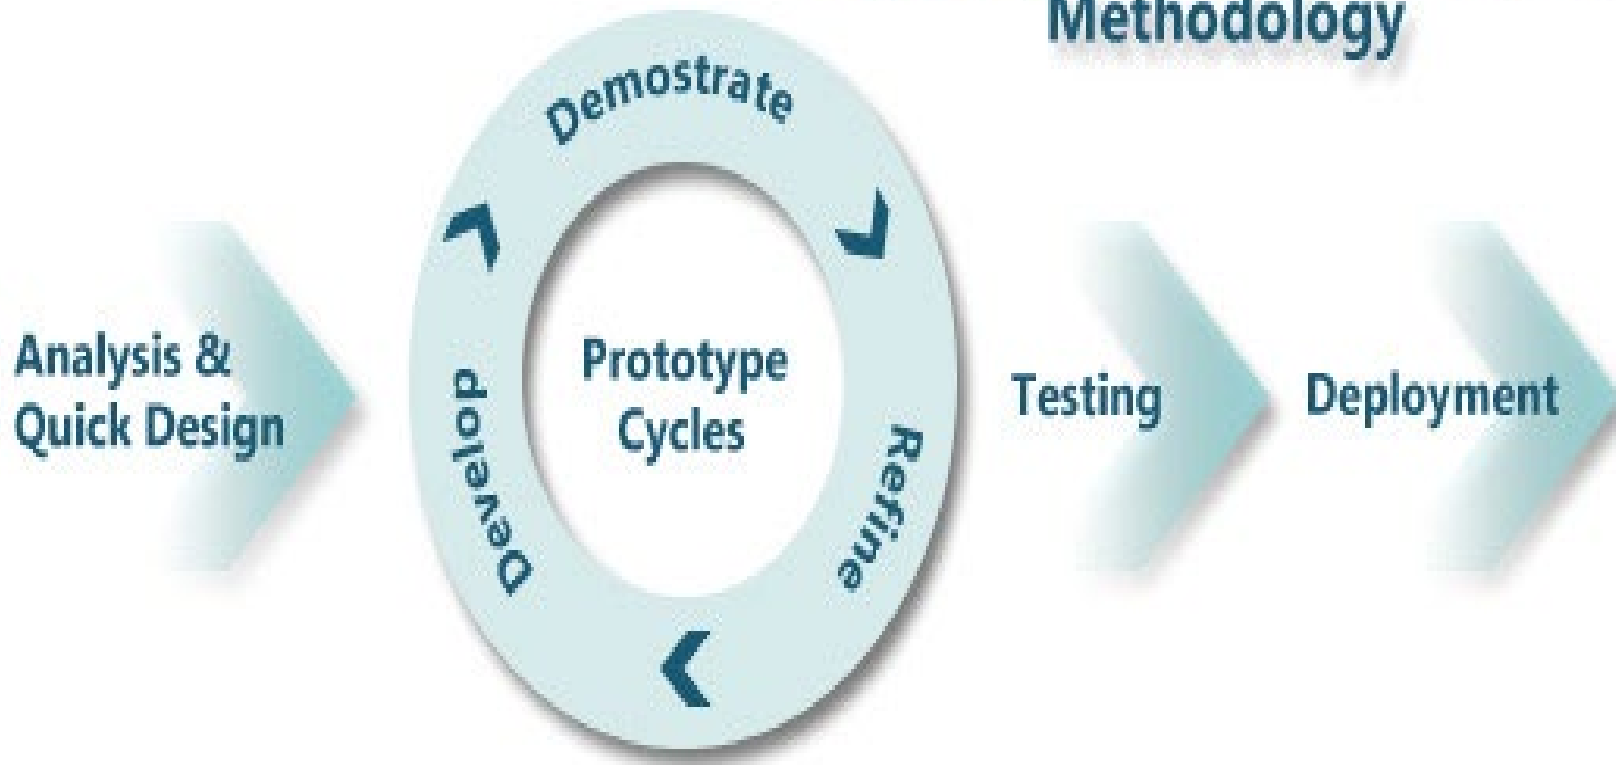 Methodology
Demostrate
Analysis &
Quick Design
Prototype
Cycles
Develop
Refine
Testing
Deployment